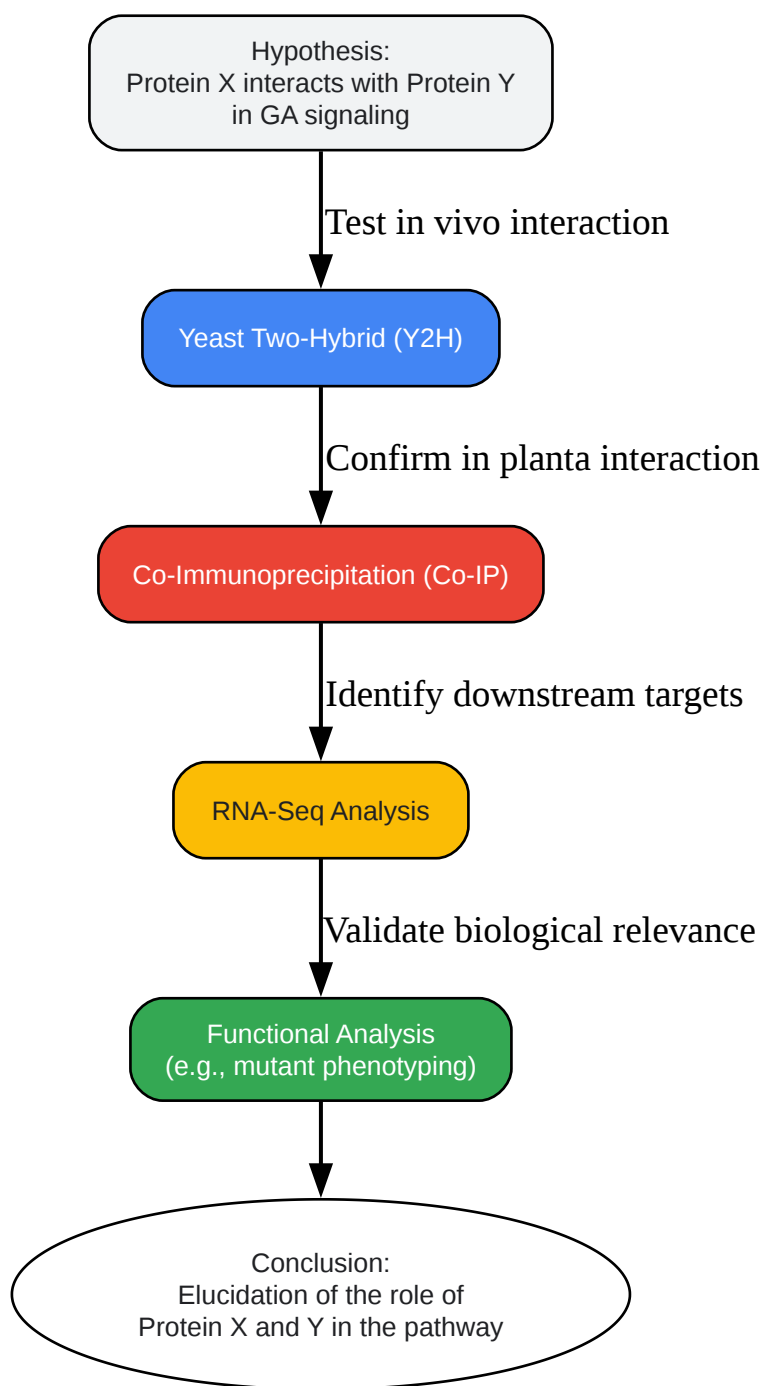 Hypothesis:
Protein X interacts with Protein Y
in GA signaling
Test in vivo interaction
Yeast Two-Hybrid (Y2H)
Confirm in planta interaction
Co-Immunoprecipitation (Co-IP)
Identify downstream targets
RNA-Seq Analysis
Validate biological relevance
Functional Analysis
(e.g., mutant phenotyping)
Conclusion:
Elucidation of the role of
Protein X and Y in the pathway